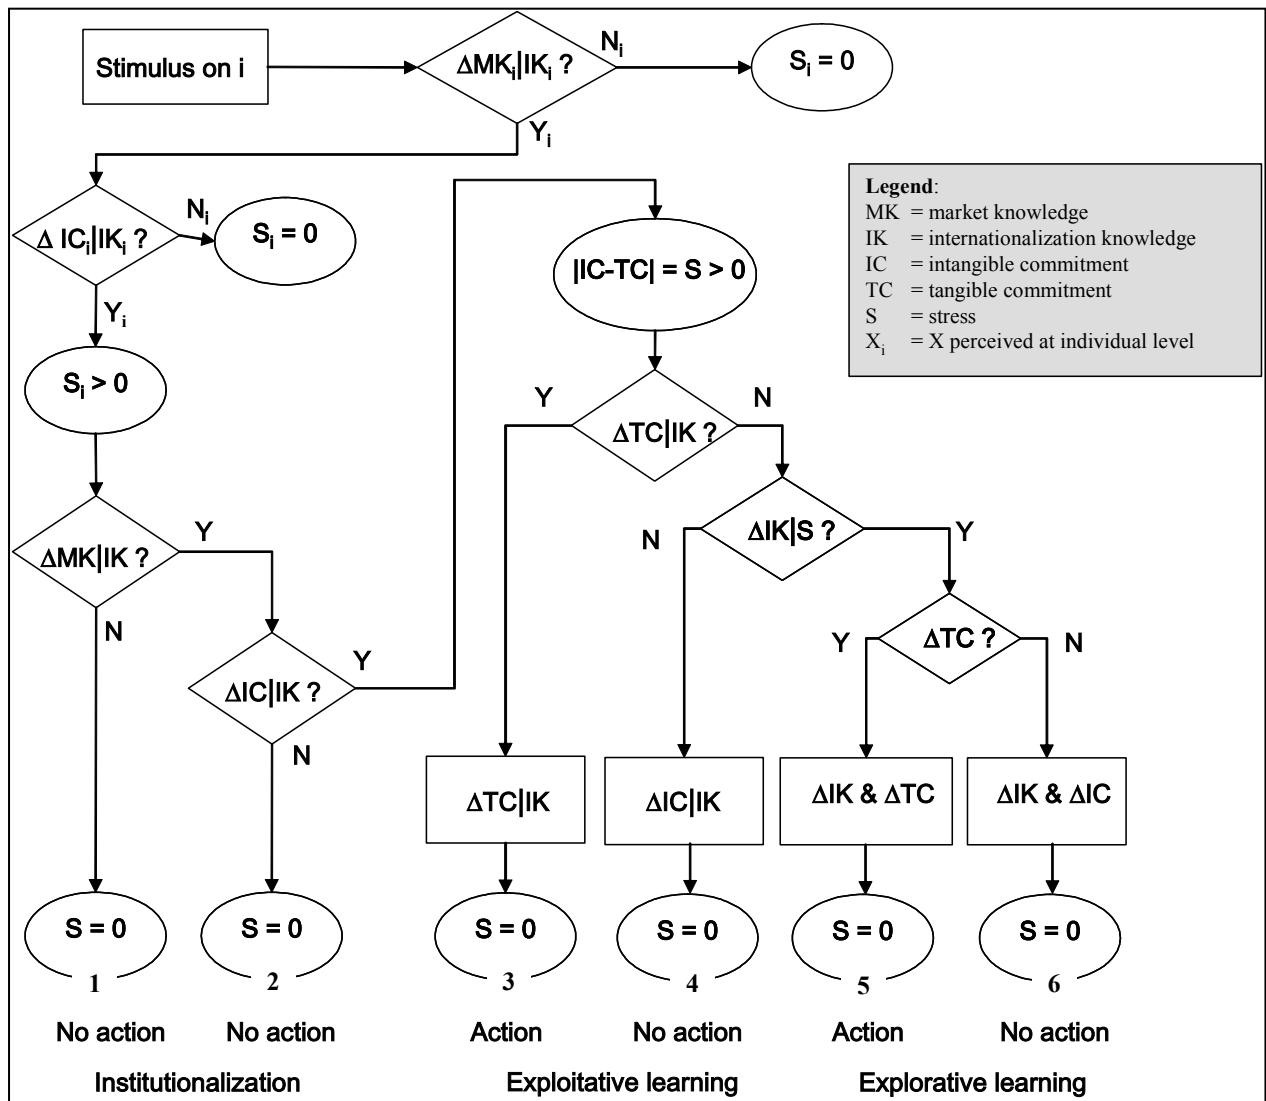 Stimulus on i
ΔMKi|IKi ?
Ni
Si = 0
Yi
Δ ICi|IKi ?
Ni
Si = 0
Yi
Si > 0
|IC-TC| = S > 0
Legend:
MK = market knowledge
IK = internationalization knowledge
IC = intangible commitment
TC = tangible commitment
S = stress
Xi = X perceived at individual level
Y
ΔTC|IK ?
N
ΔMK|IK ?
Y
N
N
ΔIK|S ?
Y
ΔIC|IK ?
Y
N
Y
ΔTC ?
N
ΔTC|IK
ΔIC|IK
ΔIK & ΔTC
ΔIK & ΔIC
S = 0
S = 0
S = 0
S = 0
S = 0
S = 0
1
2
3
4
5
6
No action
No action
Action
No action
Action
No action
Institutionalization
Exploitative learning
Explorative learning